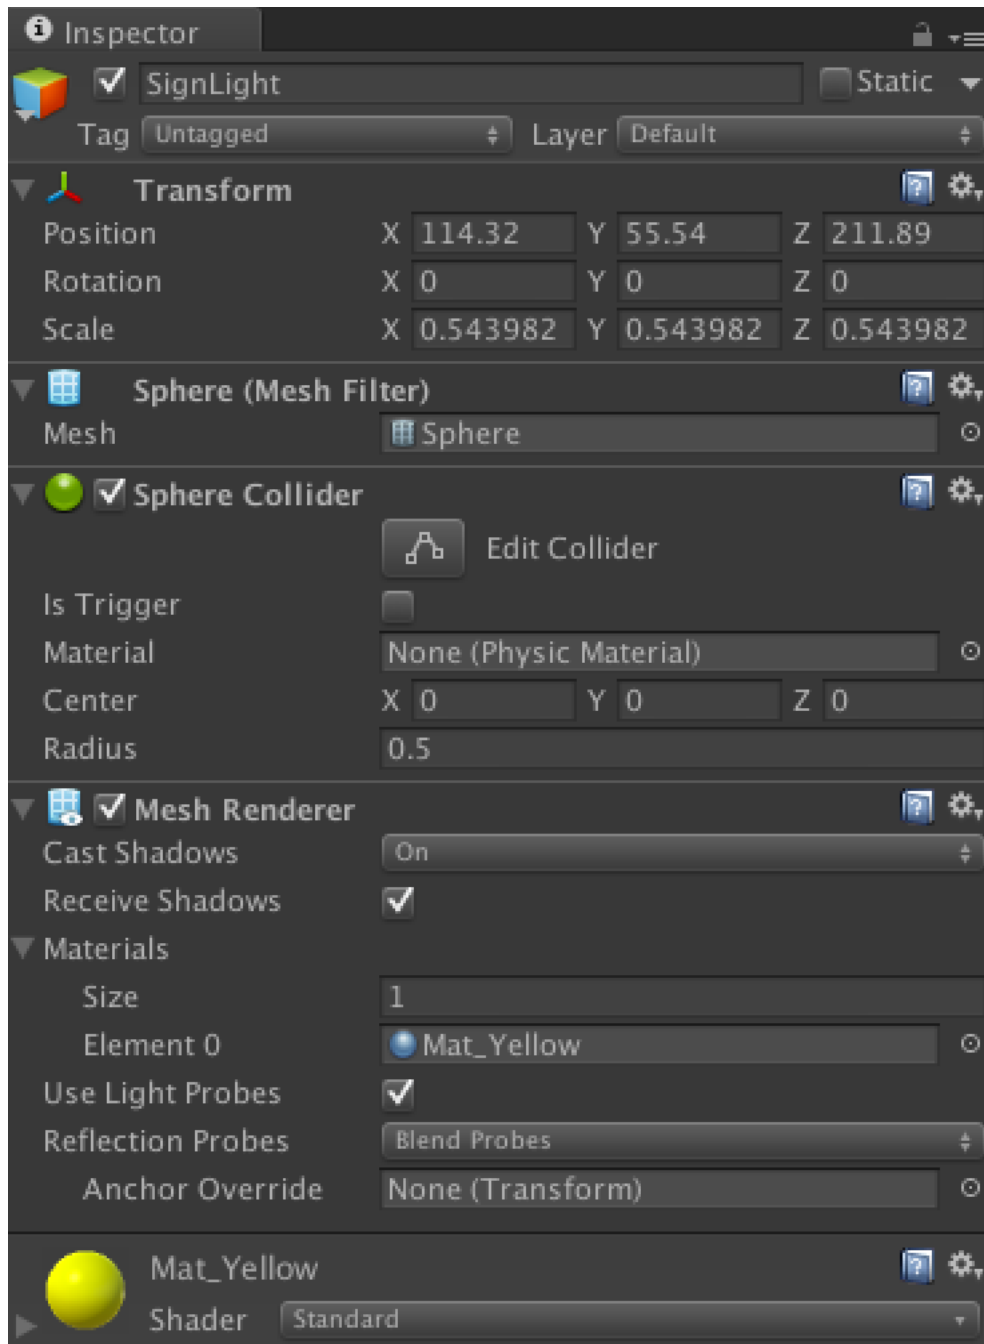 Inspector
SignLight Static
Tag Untagged Layer Default
Transform
Position X 114.32 Y 55.54 Z 211.89
Rotation X 0 Y 0 Z 0
Scale X 0.543982 Y 0.543982 Z 0.543982
Sphere (Mesh Filter)
Mesh Sphere
Sphere Collider
Edit Collider
Is Trigger
Material None (Physic Material)
Center X 0 Y 0 Z 0
Radius 0.5
Mesh Renderer
Cast Shadows On
Receive Shadows
Materials
Size 1
Element 0 Mat_Yellow
Use Light Probes
Reflection Probes Blend Probes
Anchor Override None (Transform)
Mat_Yellow
Shader Standard